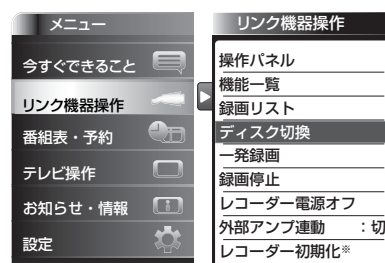 メニュー
今すぐできること
リンク機器操作
番組表・予約
テレビ操作
お知らせ・情報
設定
リンク機器操作
操作パネル
機能一覧
録画リスト
ディスク切換
一発録画
録画停止
レコーダー電源オフ
外部アンプ連動 :切
レコーダー初期化※